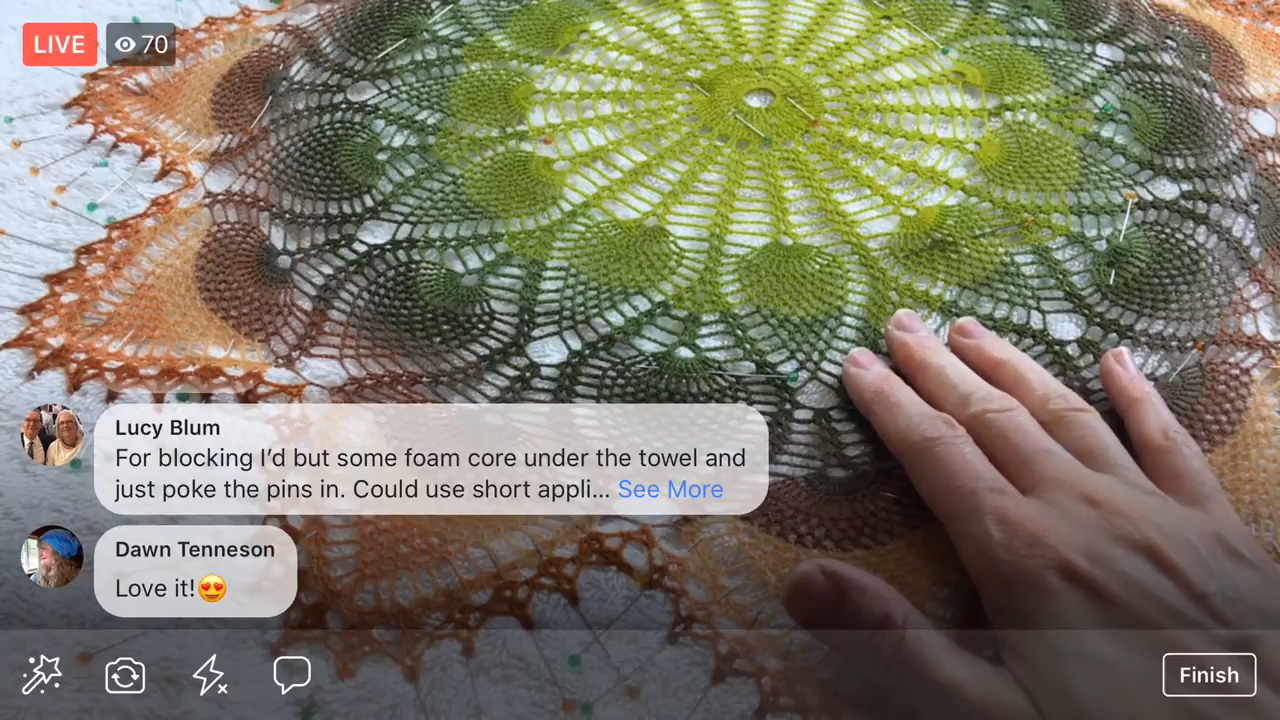 LIVE 70
Lucy Blum
For blocking I’d but some foam core under the towel and
just poke the pins in. Could use short appli... See More
Dawn Tenneson
Love it!😍
Finish